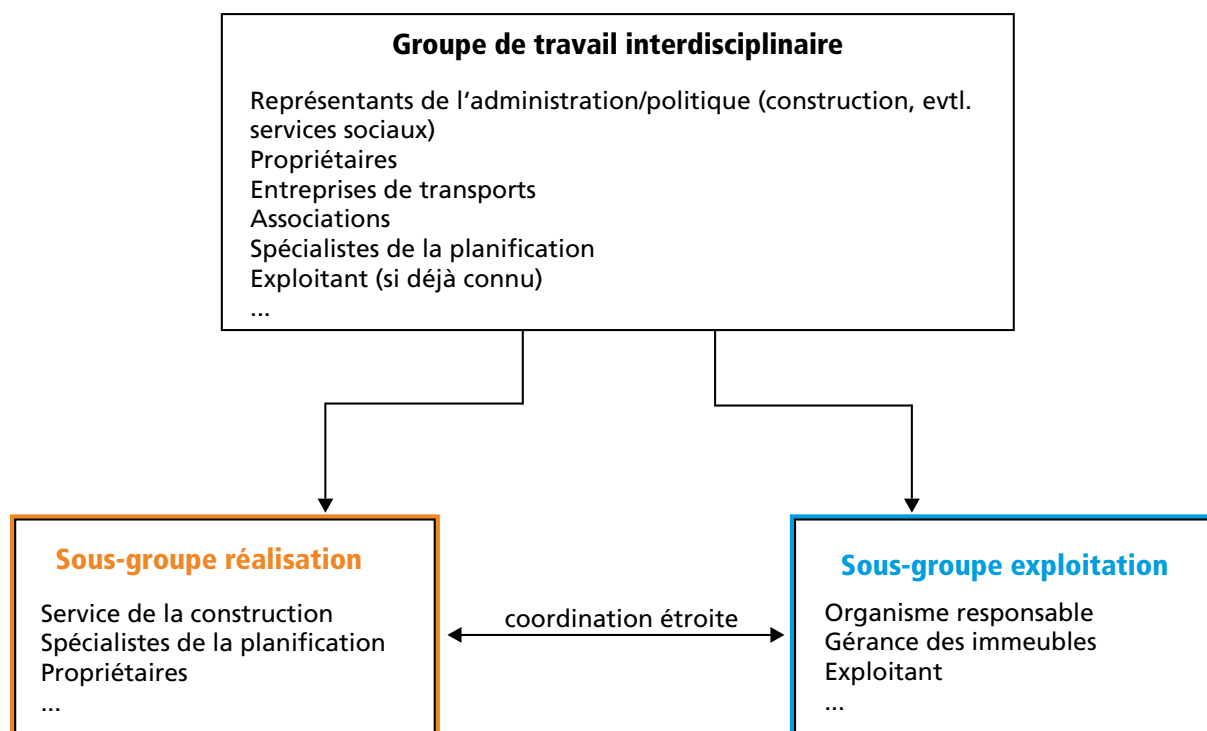 Groupe de travail interdisciplinaire
Représentants de l‘administration/politique (construction, evtl.
services sociaux)
Propriétaires
Entreprises de transports
Associations
Spécialistes de la planification
Exploitant (si déjà connu)
...
Sous-groupe réalisation
Service de la construction
Spécialistes de la planification
Propriétaires
...
coordination étroite
Sous-groupe exploitation
Organisme responsable
Gérance des immeubles
Exploitant
...